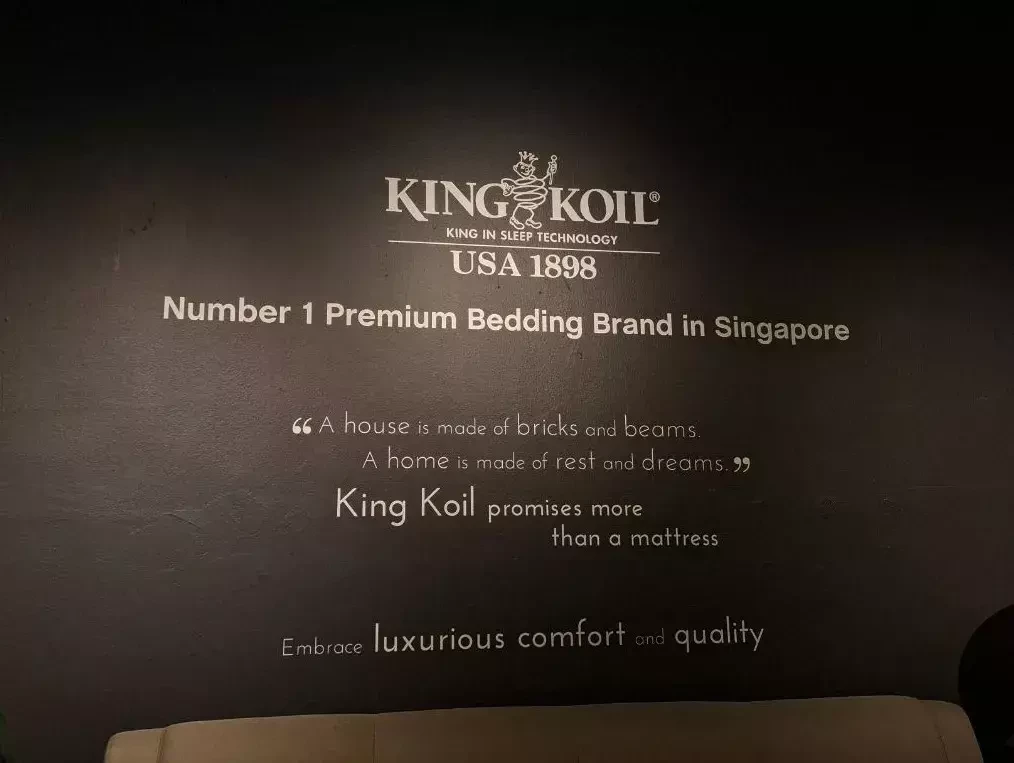 KING KOIL®
KING IN SLEEP TECHNOLOGY
USA 1898
Number 1 Premium Bedding Brand in Singapore
“A house is made of bricks and beams.
A home is made of rest and dreams.”
King Koil promises more
than a mattress
Embrace luxurious comfort and quality